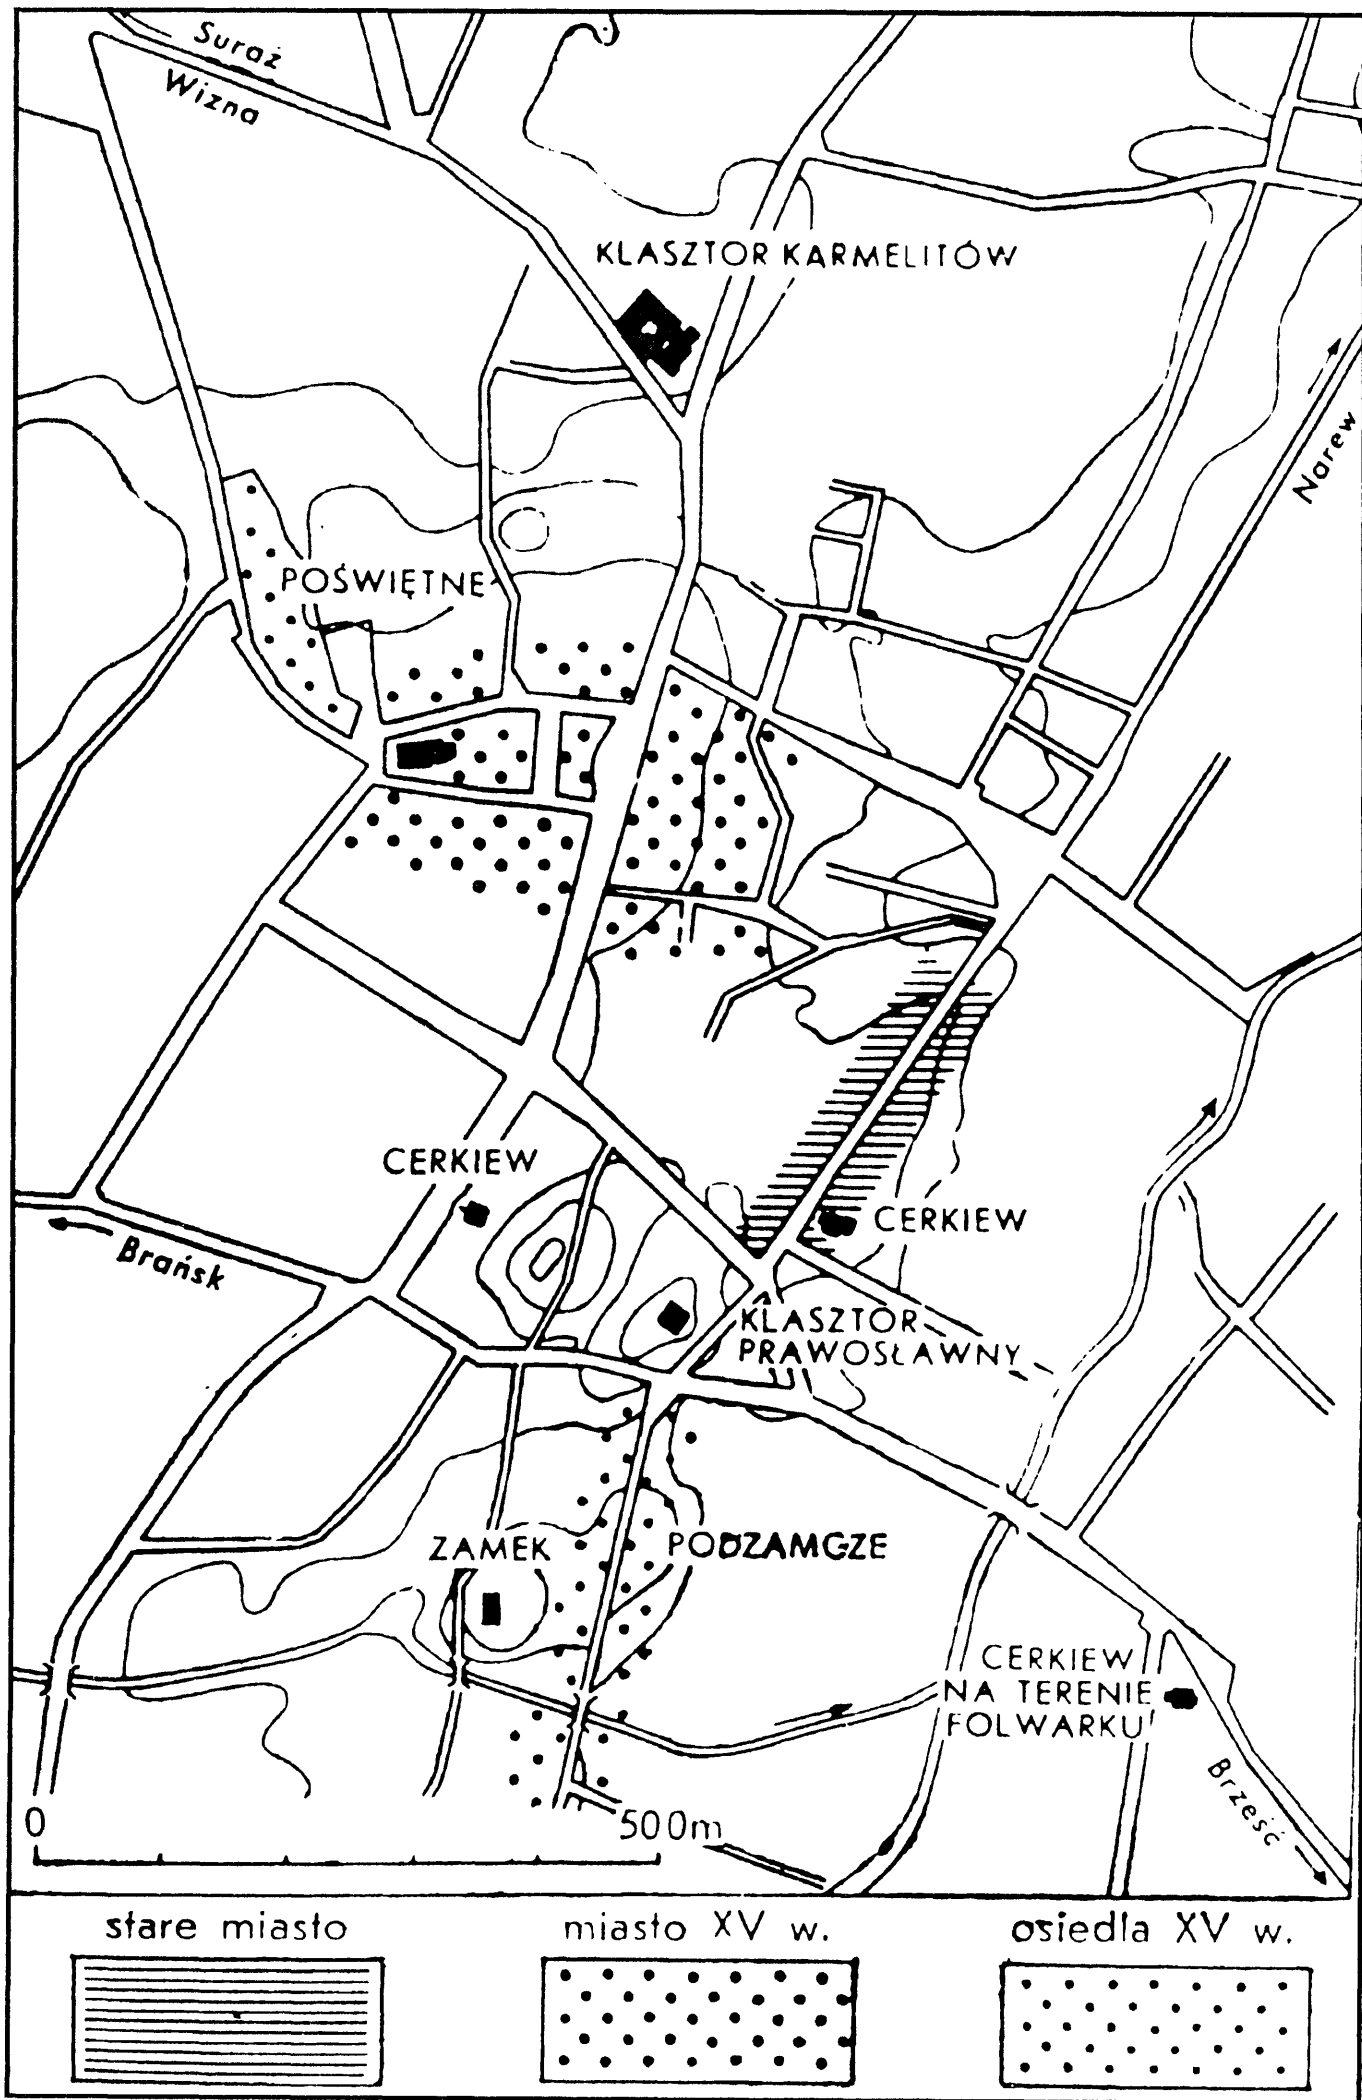 Suraż
Wizna
KLASZTOR KARMELITÓW
Narew
POŚWIĘTNE
CERKIEW
CERKIEW
Brańsk
KLASZTOR
PRAWOSŁAWNY
ZAMEK
PODZAMCZE
CERKIEW
NA TERENIE
FOLWARKU
Brześć
0
500m
stare miasto
miasto XV w.
osiedla XV w.